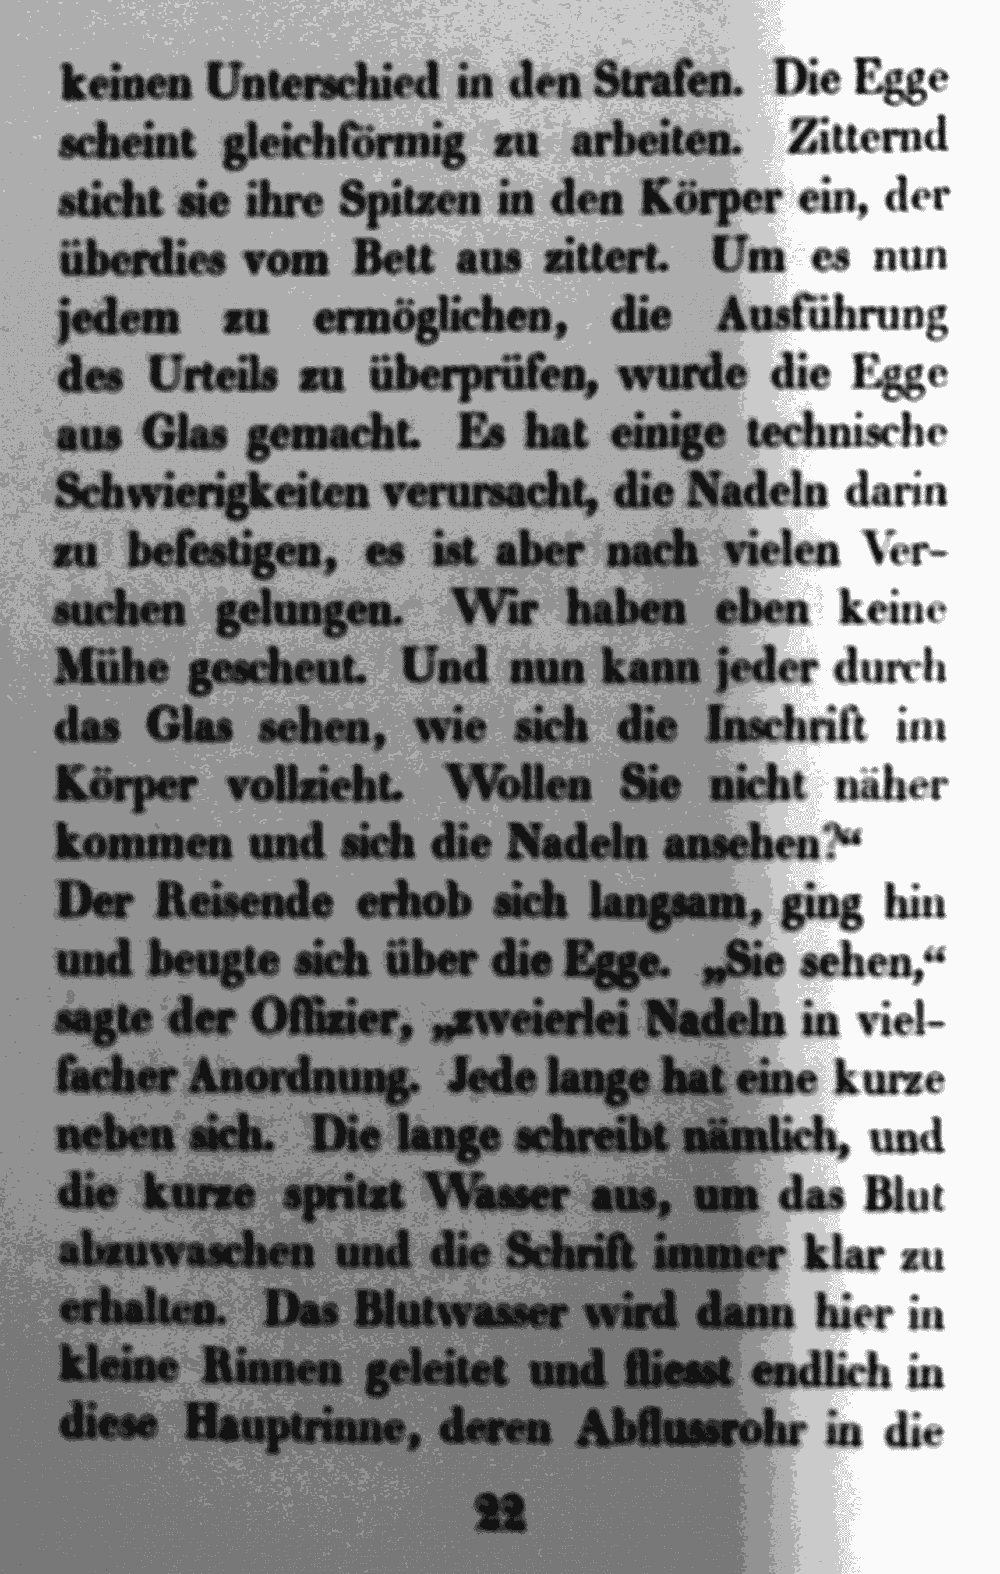 keinen Unterschied in den Strafen. Die Egge
scheint gleichförmig zu arbeiten. Zitternd
sticht sie ihre Spitzen in den Körper ein, der
überdies vom Bett aus zittert. Um es nun
jedem zu ermöglichen, die Ausführung
des Urteils zu überprüfen, wurde die Egge
aus Glas gemacht. Es hat einige technische
Schwierigkeiten verursacht, die Nadeln darin
zu befestigen, es ist aber nach vielen Ver-
suchen gelungen. Wir haben eben keine
Mühe gescheut. Und nun kann jeder durch
das Glas sehen, wie sich die Inschrift im
Körper vollzieht. Wollen Sie nicht näher
kommen und sich die Nadeln ansehen?“
Der Reisende erhob sich langsam, ging hin
und beugte sich über die Egge. „Sie sehen,“
sagte der Offizier, „zweierlei Nadeln in viel-
facher Anordnung. Jede lange hat eine kurze
neben sich. Die lange schreibt nämlich, und
die kurze spritzt Wasser aus, um das Blut
abzuwaschen und die Schrift immer klar zu
erhalten. Das Blutwasser wird dann hier in
kleine Rinnen geleitet und fliesst endlich in
diese Hauptrinne, deren Abflussrohr in die
22